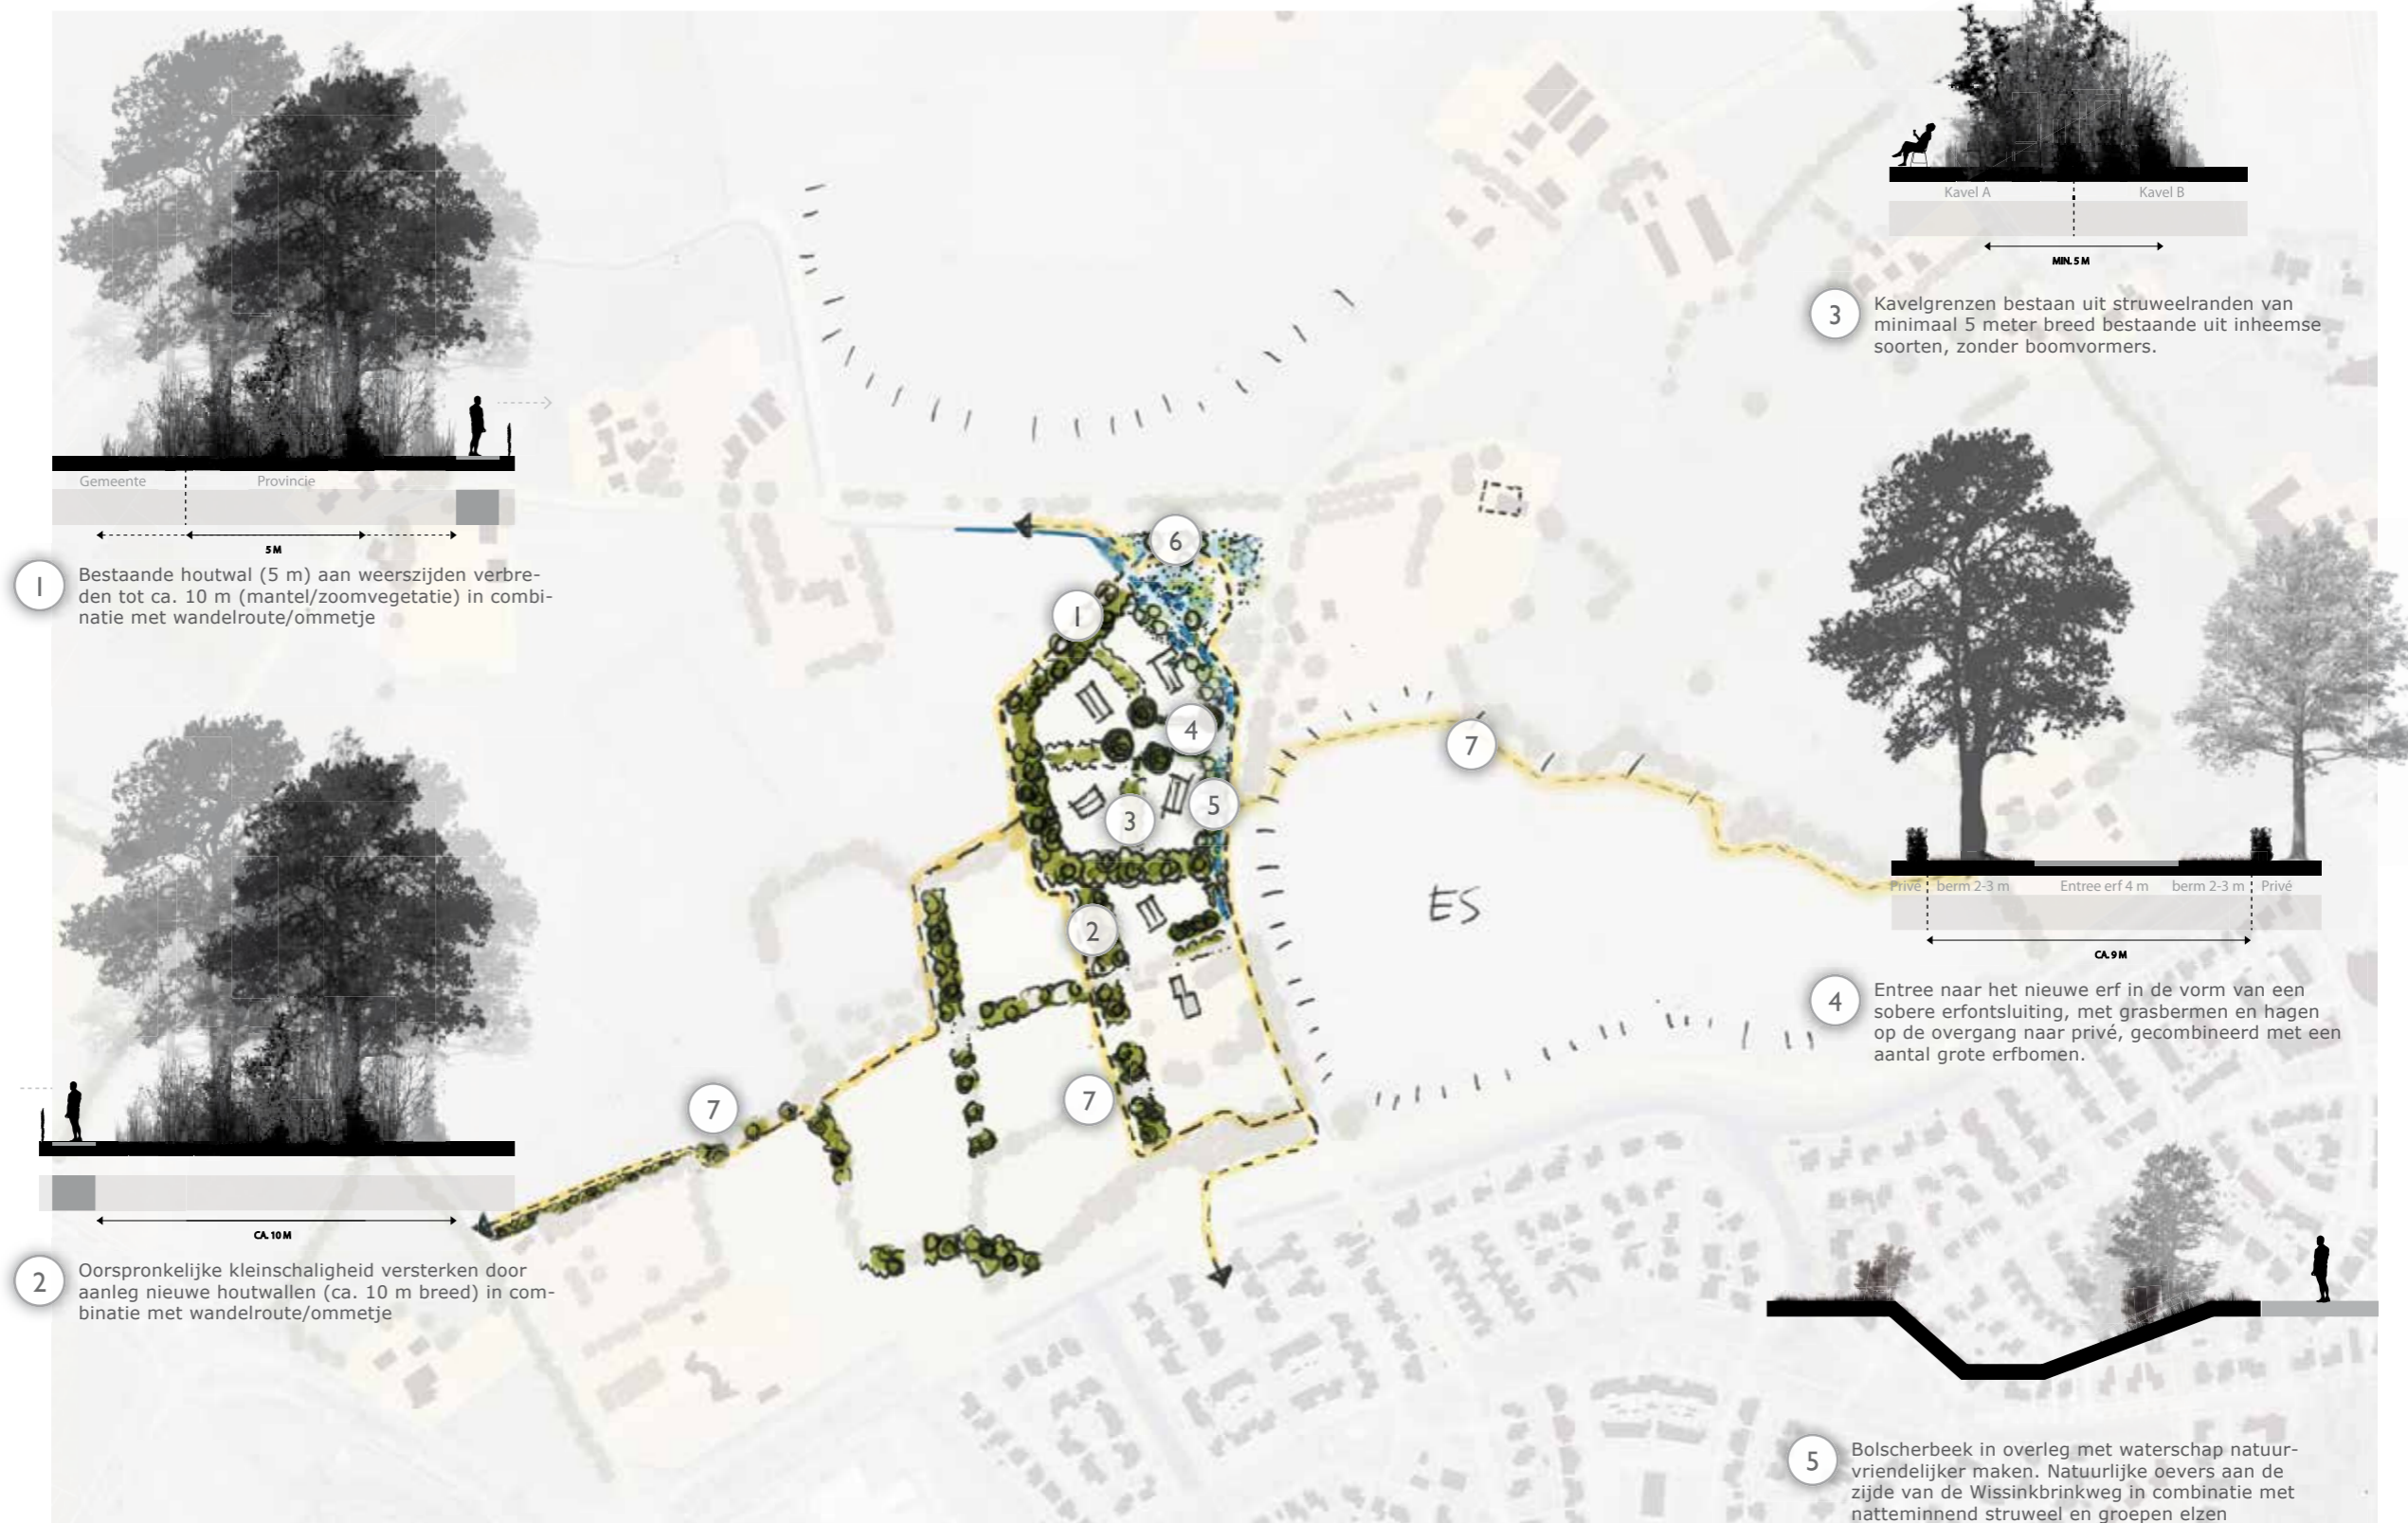 Gemeente
Provincie
5 M
1
Bestaande houtwal (5 m) aan weerszijden verbre-
den tot ca. 10 m (mantel/zoomvegetatie) in combi-
natie met wandelroute/ommetje
CA. 10 M
2
Oorspronkelijke kleinschaligheid versterken door
aanleg nieuwe houtwallen (ca. 10 m breed) in com-
binatie met wandelroute/ommetje
6
1
4
7
5
3
2
ES
7
7
Kavel A
Kavel B
MIN. 5 M
3
Kavelgrenzen bestaan uit struweelranden van
minimaal 5 meter breed bestaande uit inheemse
soorten, zonder boomvormers.
Privé
berm 2-3 m
Entree erf 4 m
berm 2-3 m
Privé
CA. 9 M
4
Entree naar het nieuwe erf in de vorm van een
sobere erfontsluiting, met grasbermen en hagen
op de overgang naar privé, gecombineerd met een
aantal grote erfbomen.
5
Bolscherbeek in overleg met waterschap natuur-
vriendelijker maken. Natuurlijke oevers aan de
zijde van de Wissinkbrinkweg in combinatie met
natteminnend struweel en groepen elzen